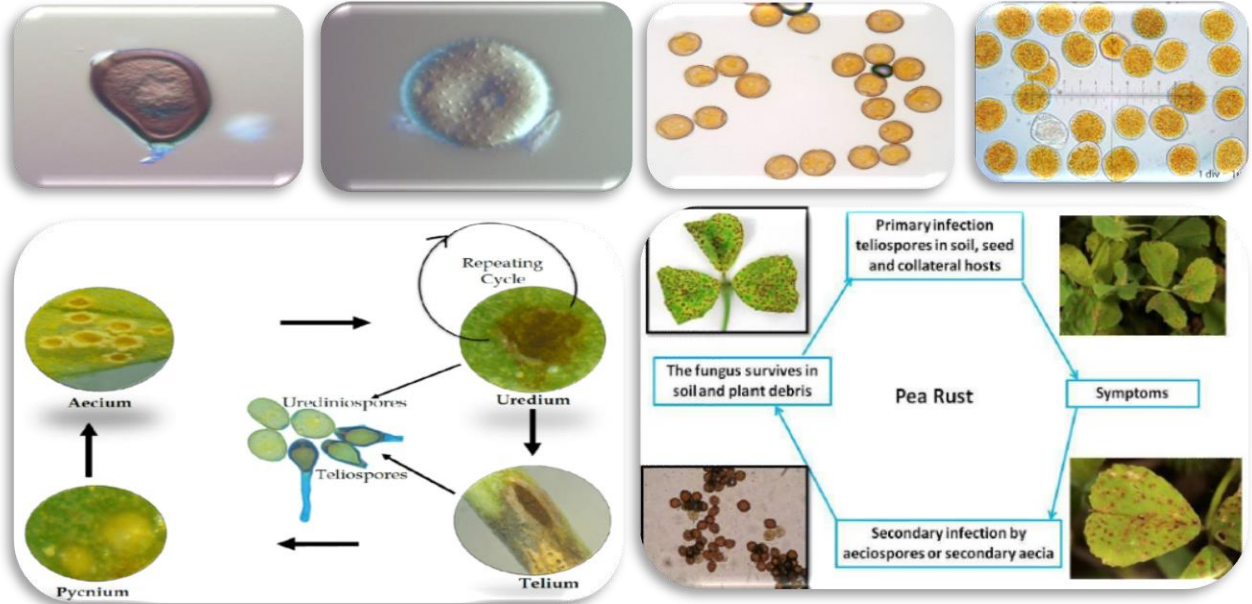 1 div
Repeating
Cycle
Aecium
Urediniospores
Uredium
Teliospores
Pycnium
Telium
Primary infection
teliospores in soil, seed
and collateral hosts
The fungus survives in
soil and plant debris
Pea Rust
Symptoms
Secondary infection by
aeciospores or secondary aecia